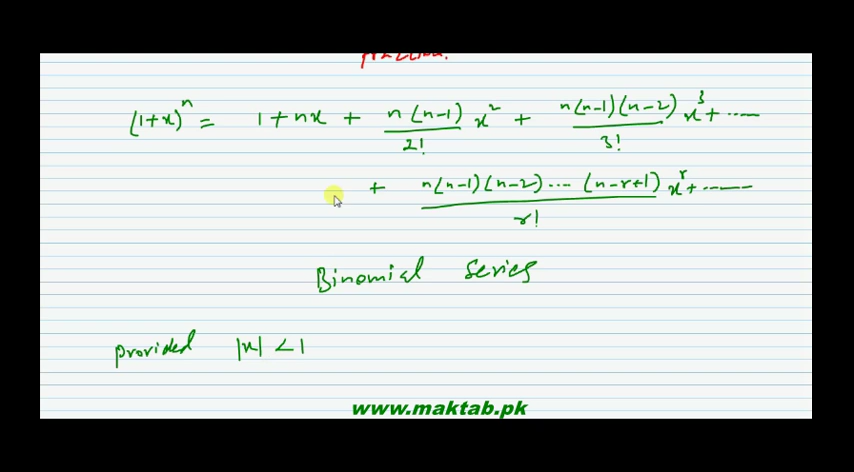 fraction.
(1+x)^n = 1 + nx + n(n-1)/2! x^2 + n(n-1)(n-2)/3! x^3 + .....
+ n(n-1)(n-2) .... (n-r+1)/r! x^r + .......
Binomial series
provided |x| < 1
www.maktab.pk